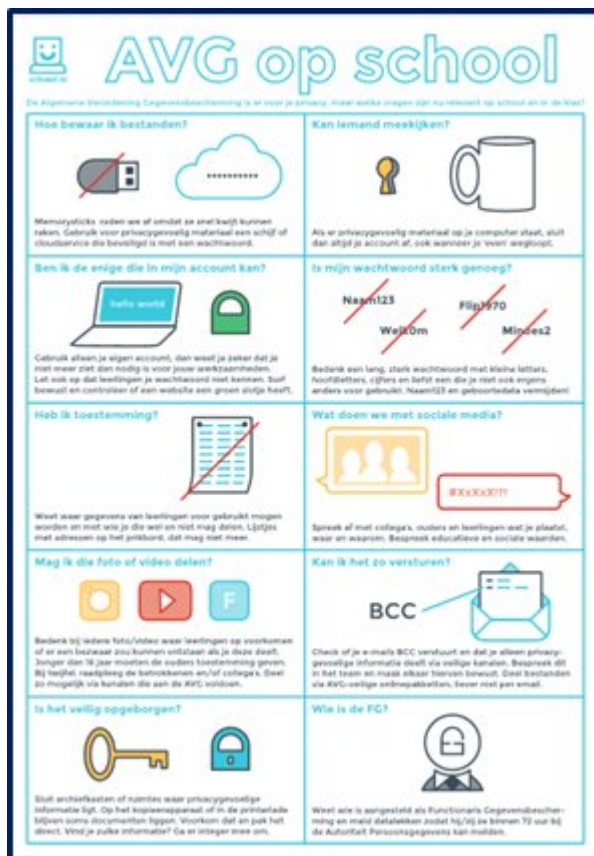 AVG op school
schoot.nl
De Algemene Verordening Gegevensbescherming is er voor je privacy, maar welke vragen zijn nu relevant op school en in de klas?
Hoe bewaar ik bestanden?
Memorysticks raden we af omdat ze snel kwijt kunnen
raken. Gebruik voor privacygevoelig materiaal een schijf of
cloudservice die beveiligd is met een wachtwoord.
Kan iemand meekijken?
Als er privacygevoelig materiaal op je computer staat, sluit
dan altijd je account af, ook wanneer je 'even' wegloopt.
Ben ik de enige die in mijn account kan?
hello world
Gebruik alleen je eigen account, dan weet je zeker dat je
niet meer ziet dan nodig is voor jouw werkzaamheden.
Let ook op dat leerlingen je wachtwoord niet kennen. Surf
bewust en controleer of een website een groen slotje heeft.
Is mijn wachtwoord sterk genoeg?
Naam123
Flip1970
Welk0m
Minoes2
Bedenk een lang, sterk wachtwoord met kleine letters,
hoofdletters, cijfers en liefst een die je niet ook ergens
anders voor gebruikt. Naam123 en geboortedata vermijden!
Heb ik toestemming?
Weet waar gegevens van leerlingen voor gebruikt mogen
worden en met wie je die wel en niet mag delen. Lijstjes
met adressen op het prikbord, dat mag niet meer.
Wat doen we met sociale media?
#XxXxX!?!
Spreek af met collega's, ouders en leerlingen wat je plaatst,
waar en waarom. Bespreek educatieve en sociale waarden.
Mag ik die foto of video delen?
F
Bedenk bij iedere foto/video waar leerlingen op voorkomen
of er een bezwaar zou kunnen ontstaan als je deze deelt.
Jonger dan 16 jaar moeten de ouders toestemming geven.
Bij twijfel, raadpleeg de betrokkenen en/of collega's. Deel
zo mogelijk via kanalen die aan de AVG voldoen.
Kan ik het zo versturen?
BCC
Check of je e-mails BCC verstuurt en dat je alleen privacy-
gevoelige informatie deelt via veilige kanalen. Bespreek dit
in het team en maak elkaar hiervan bewust. Deel bestanden
via AVG-veilige onlinepakketten, liever niet per email.
Is het veilig opgeborgen?
Sluit archiefkasten of ruimtes waar privacygevoelige
informatie ligt. Op het kopieerapparaat of in de printerlade
blijven soms documenten liggen. Voorkom dat en pak het
direct. Vind je zulke informatie? Ga er integer mee om.
Wie is de FG?
G
Weet wie is aangesteld als Functionaris Gegevensbescher-
ming en meld datalekken zodat hij/zij ze binnen 72 uur bij
de Autoriteit Persoonsgegevens kan melden.